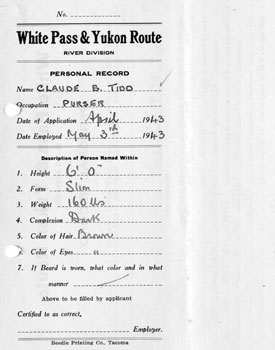 No.
White Pass & Yukon Route
RIVER DIVISION
PERSONAL RECORD
Name CLAUDE B. TIDD
Occupation PURSER
Date of Application April 1943
Date Employed May 3rd 1943
Description of Person Named Within
1. Height 6' 0"
2. Form Slim
3. Weight 160 lbs
4. Complexion Dark
5. Color of Hair Brown
6. Color of Eyes "
7. If Beard is worn, what color and in what
manner
Above to be filled by applicant
Certified to as correct,
Employer.
Beedle Printing Co., Tacoma